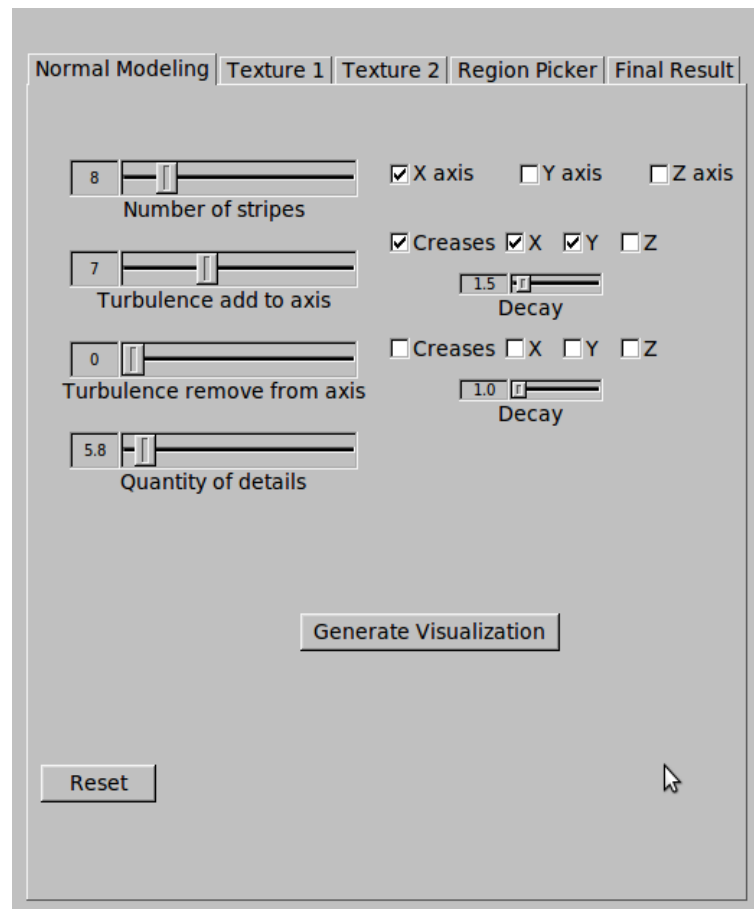 Normal Modeling Texture 1 Texture 2 Region Picker Final Result
8 X axis Y axis Z axis
Number of stripes
Creases X Y Z
7 1.5
Turbulence add to axis Decay
0 Creases X Y Z
Turbulence remove from axis 1.0
Decay
5.8
Quantity of details
Generate Visualization
Reset